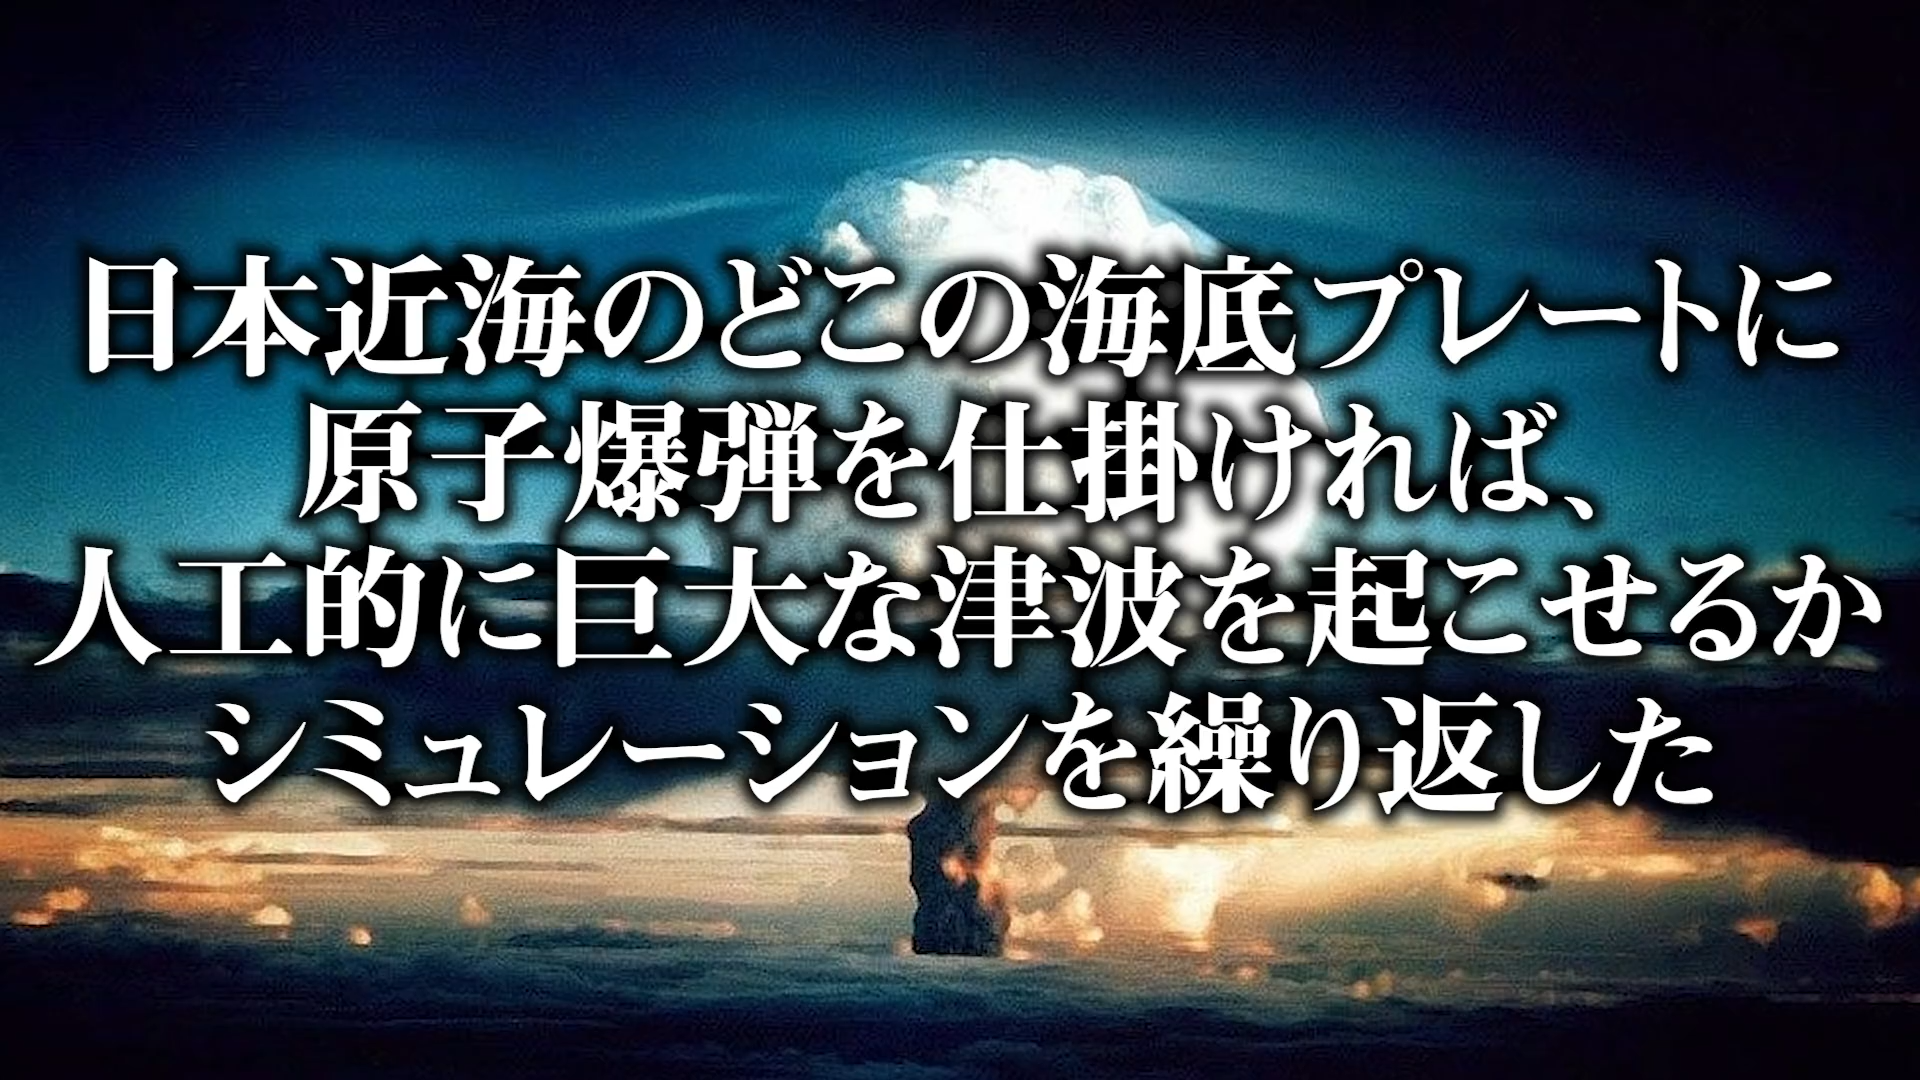 日本近海のどこの海底プレートに
原子爆弾を仕掛ければ、
人工的に巨大な津波を起こせるか
シミュレーションを繰り返した